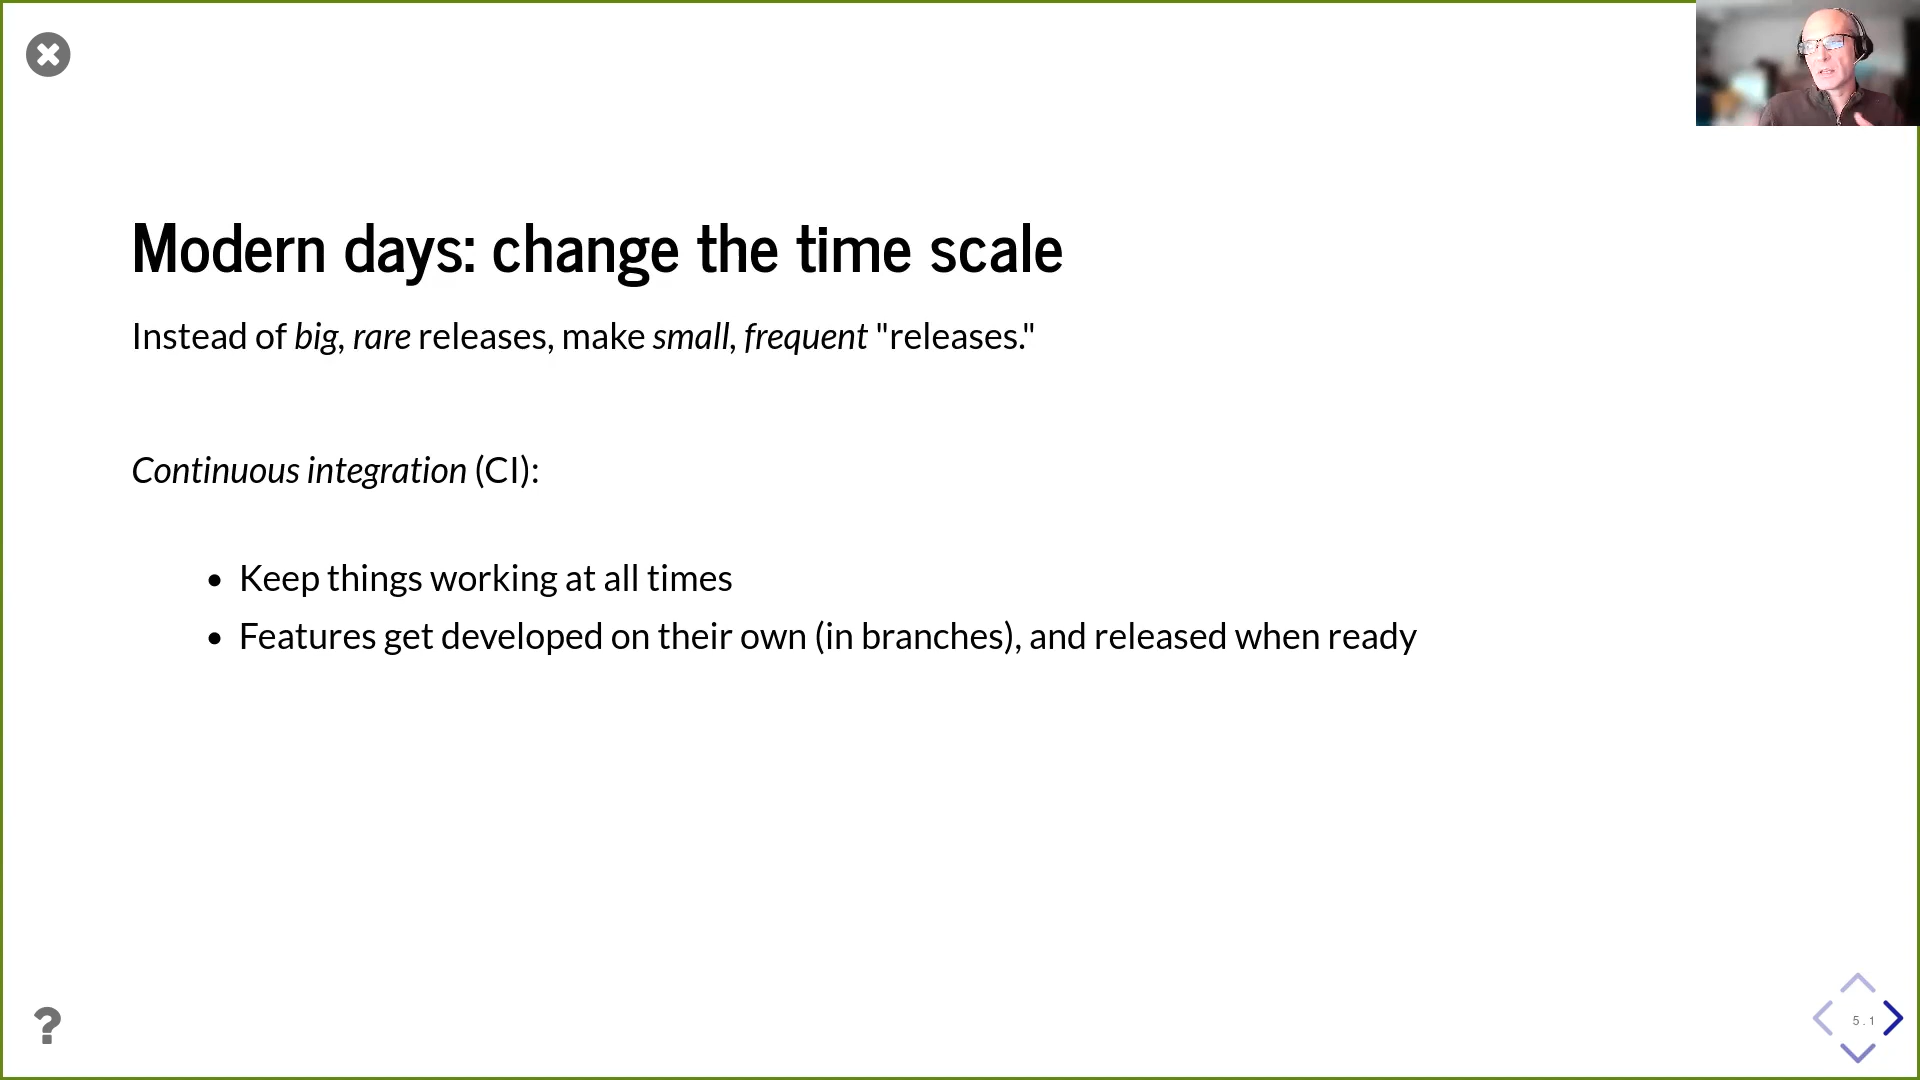 Modern days: change the time scale
Instead of big, rare releases, make small, frequent "releases."
Continuous integration (CI):
• Keep things working at all times
• Features get developed on their own (in branches), and released when ready
?
5.1